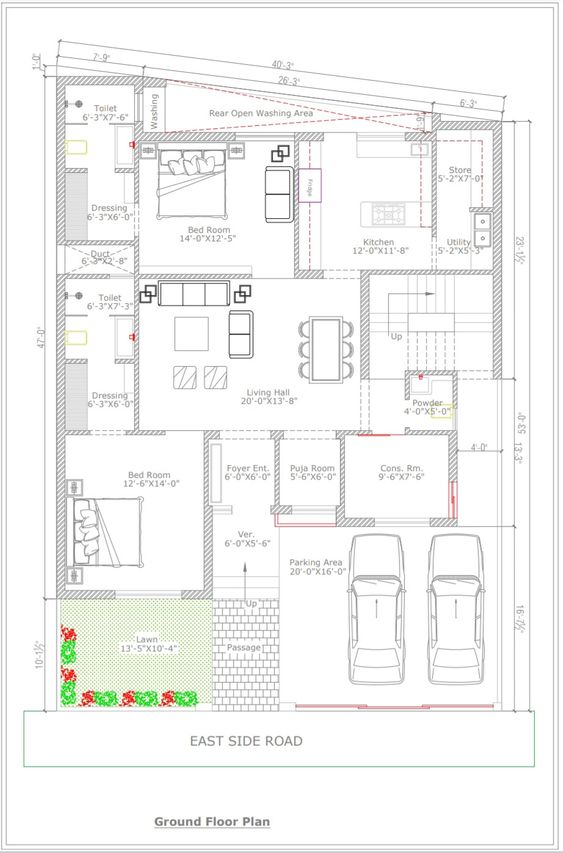 1'-0"
7'-9"
40'-3"
26'-3"
6'-3"
Toilet
6'-3"X7'-6"
Washing
Rear Open Washing Area
Store
5'-2"X7'-0"
Dressing
6'-3"X6'-0"
Fridge
Bed Room
14'-0"X12'-5"
Kitchen
12'-0"X11'-8"
Utility
5'-2"X5'-3"
23'-1½"
Duct
6'-3"X2'-8"
Toilet
6'-3"X7'-3"
Up
47'-0"
Living Hall
20'-0"X13'-8"
Dressing
6'-3"X6'-0"
Powder
4'-0"X5'-0"
53'-0"
4'-0"
13'-3"
Bed Room
12'-6"X14'-0"
Foyer Ent.
6'-0"X6'-0"
Puja Room
5'-6"X6'-0"
Cons. Rm.
9'-6"X7'-6"
Ver.
6'-0"X5'-6"
Parking Area
20'-0"X16'-0"
Up
16'-7½"
10'-1½"
Lawn
13'-5"X10'-4"
Passage
EAST SIDE ROAD
Ground Floor Plan